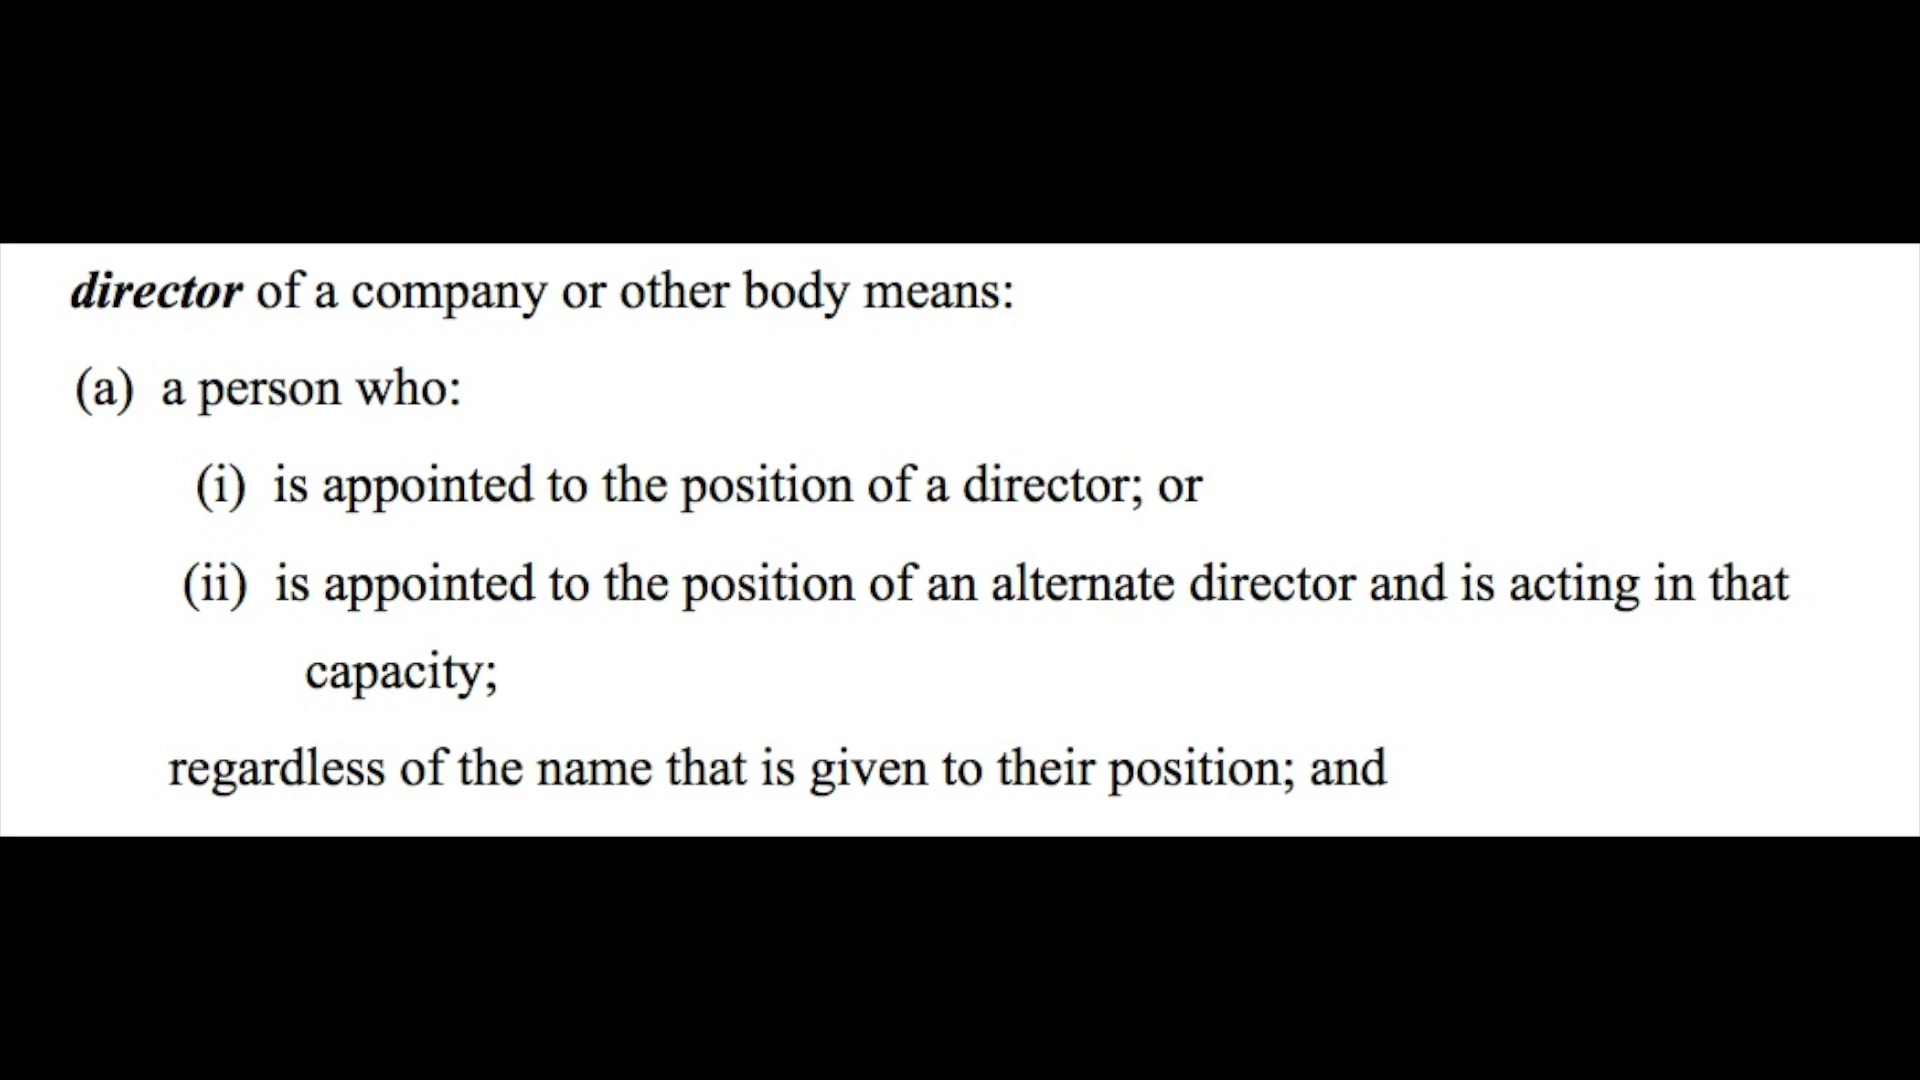 director of a company or other body means:
(a) a person who:
(i) is appointed to the position of a director; or
(ii) is appointed to the position of an alternate director and is acting in that
capacity;
regardless of the name that is given to their position; and